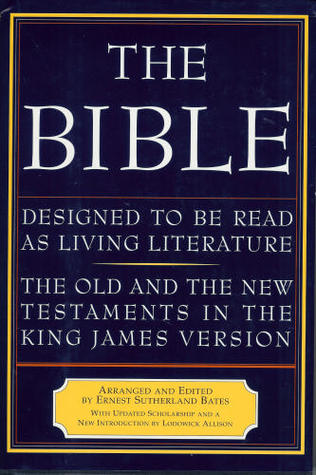 THE
BIBLE
DESIGNED TO BE READ
AS LIVING LITERATURE
THE OLD AND THE NEW
TESTAMENTS IN THE
KING JAMES VERSION
ARRANGED AND EDITED
BY ERNEST SUTHERLAND BATES
WITH UPDATED SCHOLARSHIP AND A
NEW INTRODUCTION BY LODOWICK ALLISON